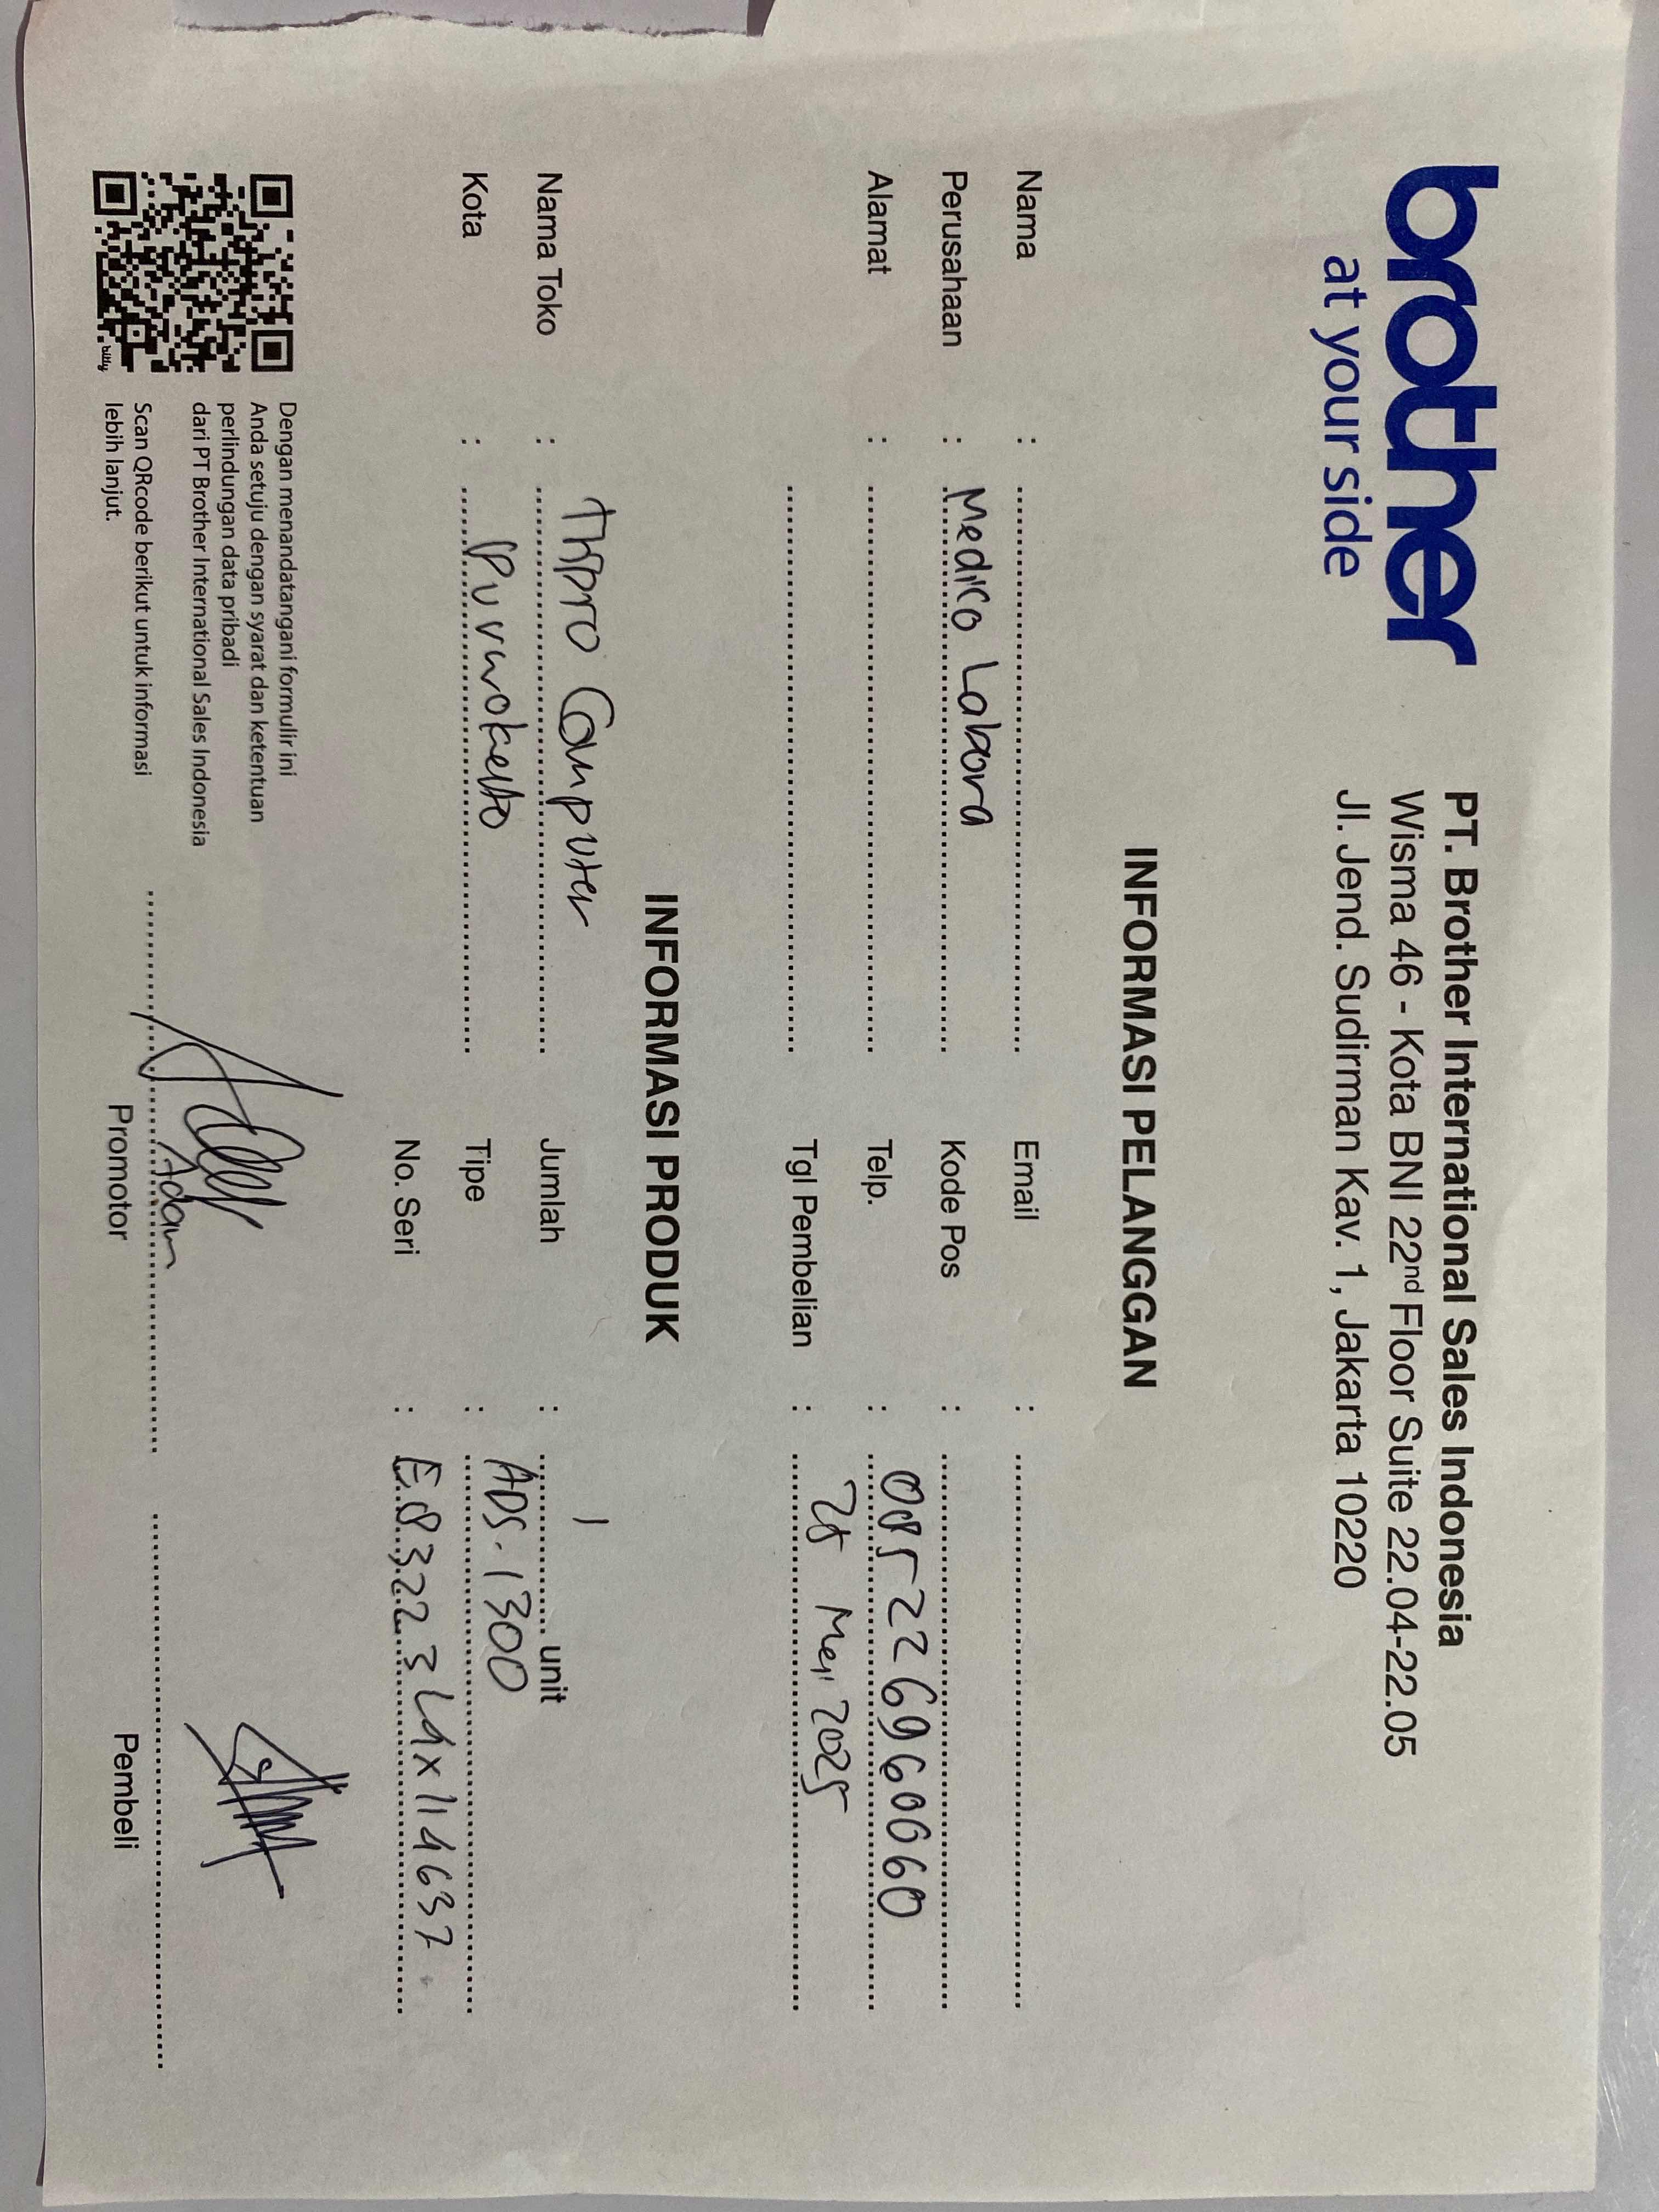 brother
at your side
PT. Brother International Sales Indonesia
Wisma 46 - Kota BNI 22nd Floor Suite 22.04-22.05
Jl. Jend. Sudirman Kav. 1, Jakarta 10220
INFORMASI PELANGGAN
Nama :
Email :
Perusahaan : Medico Labora
Kode Pos :
Alamat :
Telp. : 085226960060
Tgl Pembelian : 28 Mei 2025
INFORMASI PRODUK
Nama Toko : Computer
Jumlah : 1 unit
Kota : Purwokerto
Tipe : ADS-1300
No. Seri :
Dengan menandatangani formulir ini
Anda setuju dengan syarat dan ketentuan
perlindungan data pribadi
dari PT Brother International Sales Indonesia
Scan QRcode berikut untuk informasi
lebih lanjut.
bitly
Adam
Promotor
Pembeli